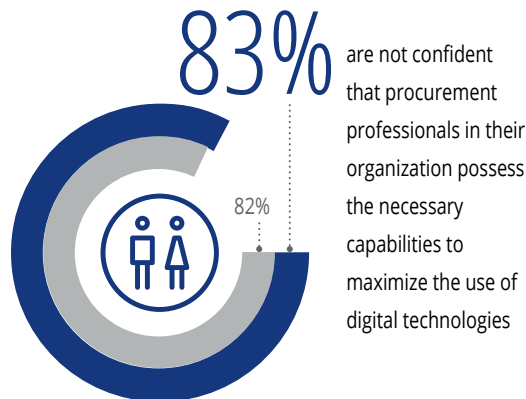 83%
are not confident
that procurement
professionals in their
organization possess
the necessary
capabilities to
maximize the use of
digital technologies
82%